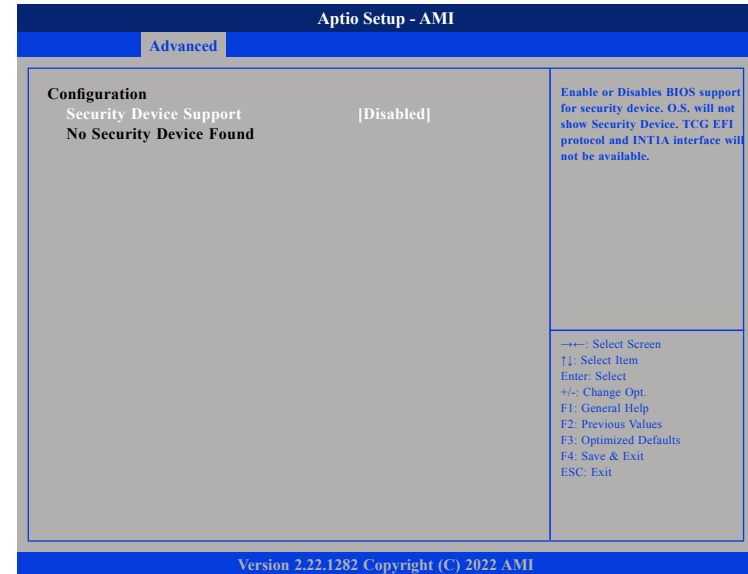 Aptio Setup - AMI
Advanced
Configuration
Security Device Support [Disabled]
No Security Device Found
Enable or Disables BIOS support
for security device. O.S. will not
show Security Device. TCG EFI
protocol and INT1A interface will
not be available.
→←: Select Screen
↑↓: Select Item
Enter: Select
+/-: Change Opt.
F1: General Help
F2: Previous Values
F3: Optimized Defaults
F4: Save & Exit
ESC: Exit
Version 2.22.1282 Copyright (C) 2022 AMI